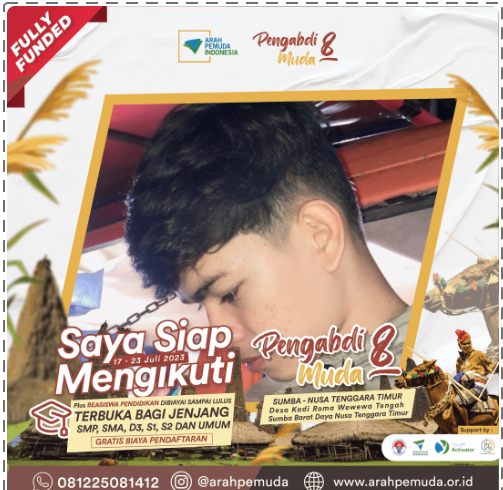 FULLY
FUNDED
ARAH
PEMUDA
INDONESIA
Pengabdi
Muda 8
Saya Siap
17 - 23 Juli 2023
Mengikuti
Plus BEASISWA PENDIDIKAN DIBIAYAI SAMPAI LULUS
TERBUKA BAGI JENJANG
SMP, SMA, D3, S1, S2 DAN UMUM
GRATIS BIAYA PENDAFTARAN
Pengabdi
Muda 8
SUMBA - NUSA TENGGARA TIMUR
Desa Kadi Roma Wewewa Tengah
Sumba Barat Daya Nusa Tenggara Timur
Support by :
081225081412 @arahpemuda www.arahpemuda.or.id